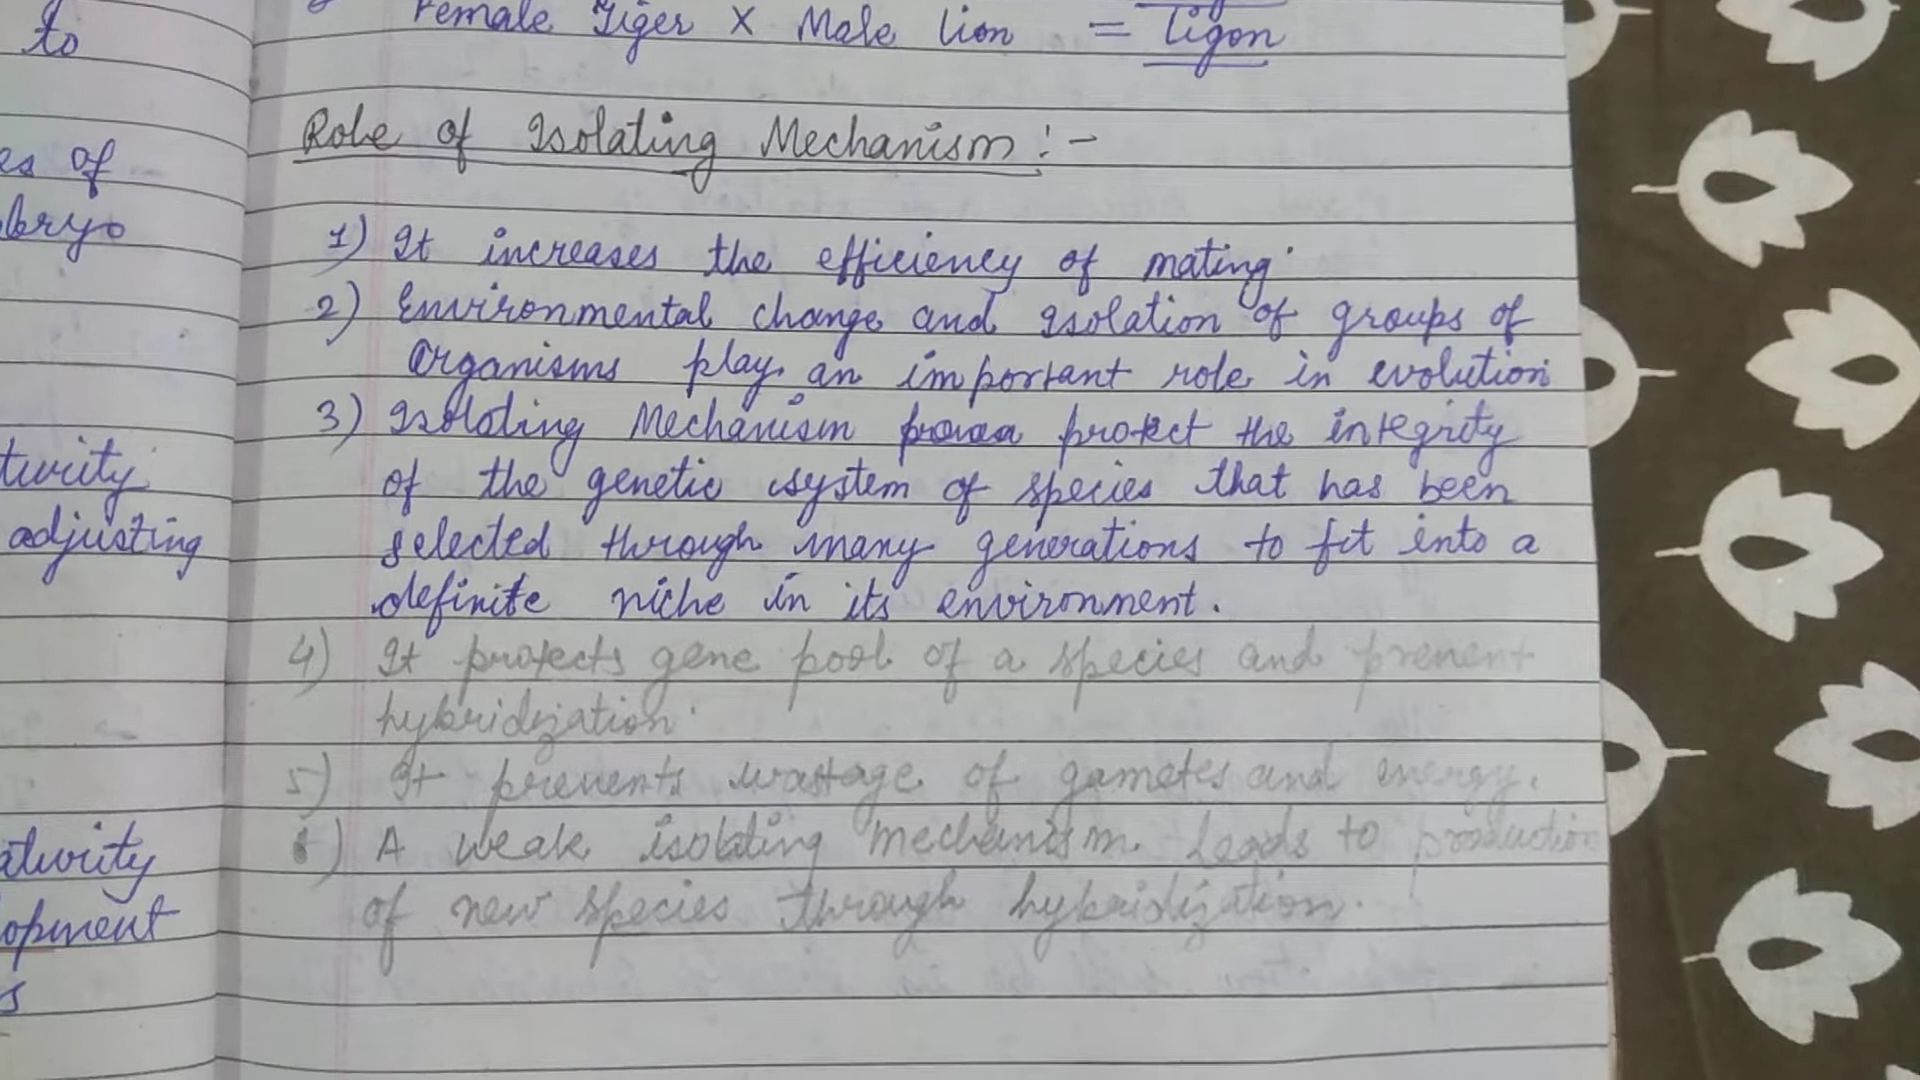 to
es of
bryo
turity
adjusting
aturity
opment
s
Female Tiger X Male lion = Tigon
Role of Isolating Mechanism :-
1) It increases the efficiency of mating.
2) Environmental change and isolation of groups of
organisms play an important role in evolution
3) Isolating Mechanism protect the integrity
of the genetic system of species that has been
selected through many generations to fit into a
definite niche in its environment.
4) It protects gene pool of a species and prevent
hybridization.
5) It prevents wastage of gametes and energy.
6) A weak isolating mechanism leads to production
of new species through hybridization.